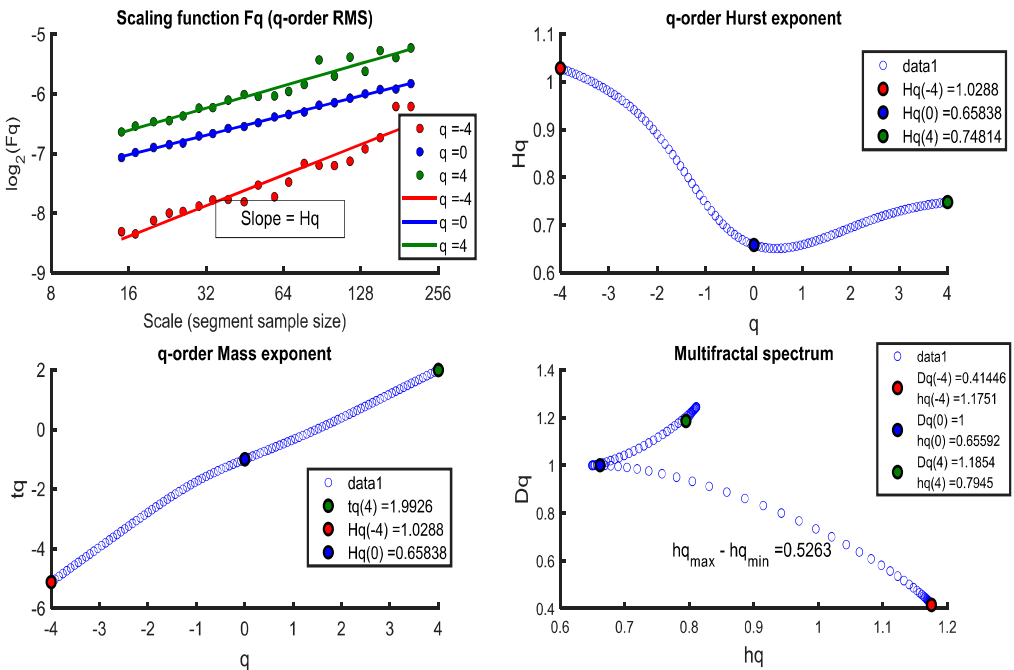 Scaling function Fq (q-order RMS)
-5
-6
-7
-8
-9
log2(Fq)
q =-4
q =0
q =4
q =-4
q =0
q =4
Slope = Hq
8 16 32 64 128 256
Scale (segment sample size)
q-order Hurst exponent
1.1
1
0.9
0.8
0.7
0.6
Hq
data1
Hq(-4) =1.0288
Hq(0) =0.65838
Hq(4) =0.74814
-4 -3 -2 -1 0 1 2 3 4
q
q-order Mass exponent
2
0
-2
-4
-6
tq
data1
tq(4) =1.9926
Hq(-4) =1.0288
Hq(0) =0.65838
-4 -3 -2 -1 0 1 2 3 4
q
Multifractal spectrum
1.4
1.2
1
0.8
0.6
0.4
Dq
data1
Dq(-4) =0.41446
hq(-4) =1.1751
Dq(0) =1
hq(0) =0.65592
Dq(4) =1.1854
hq(4) =0.7945
hqmax - hqmin =0.5263
0.6 0.7 0.8 0.9 1 1.1 1.2
hq